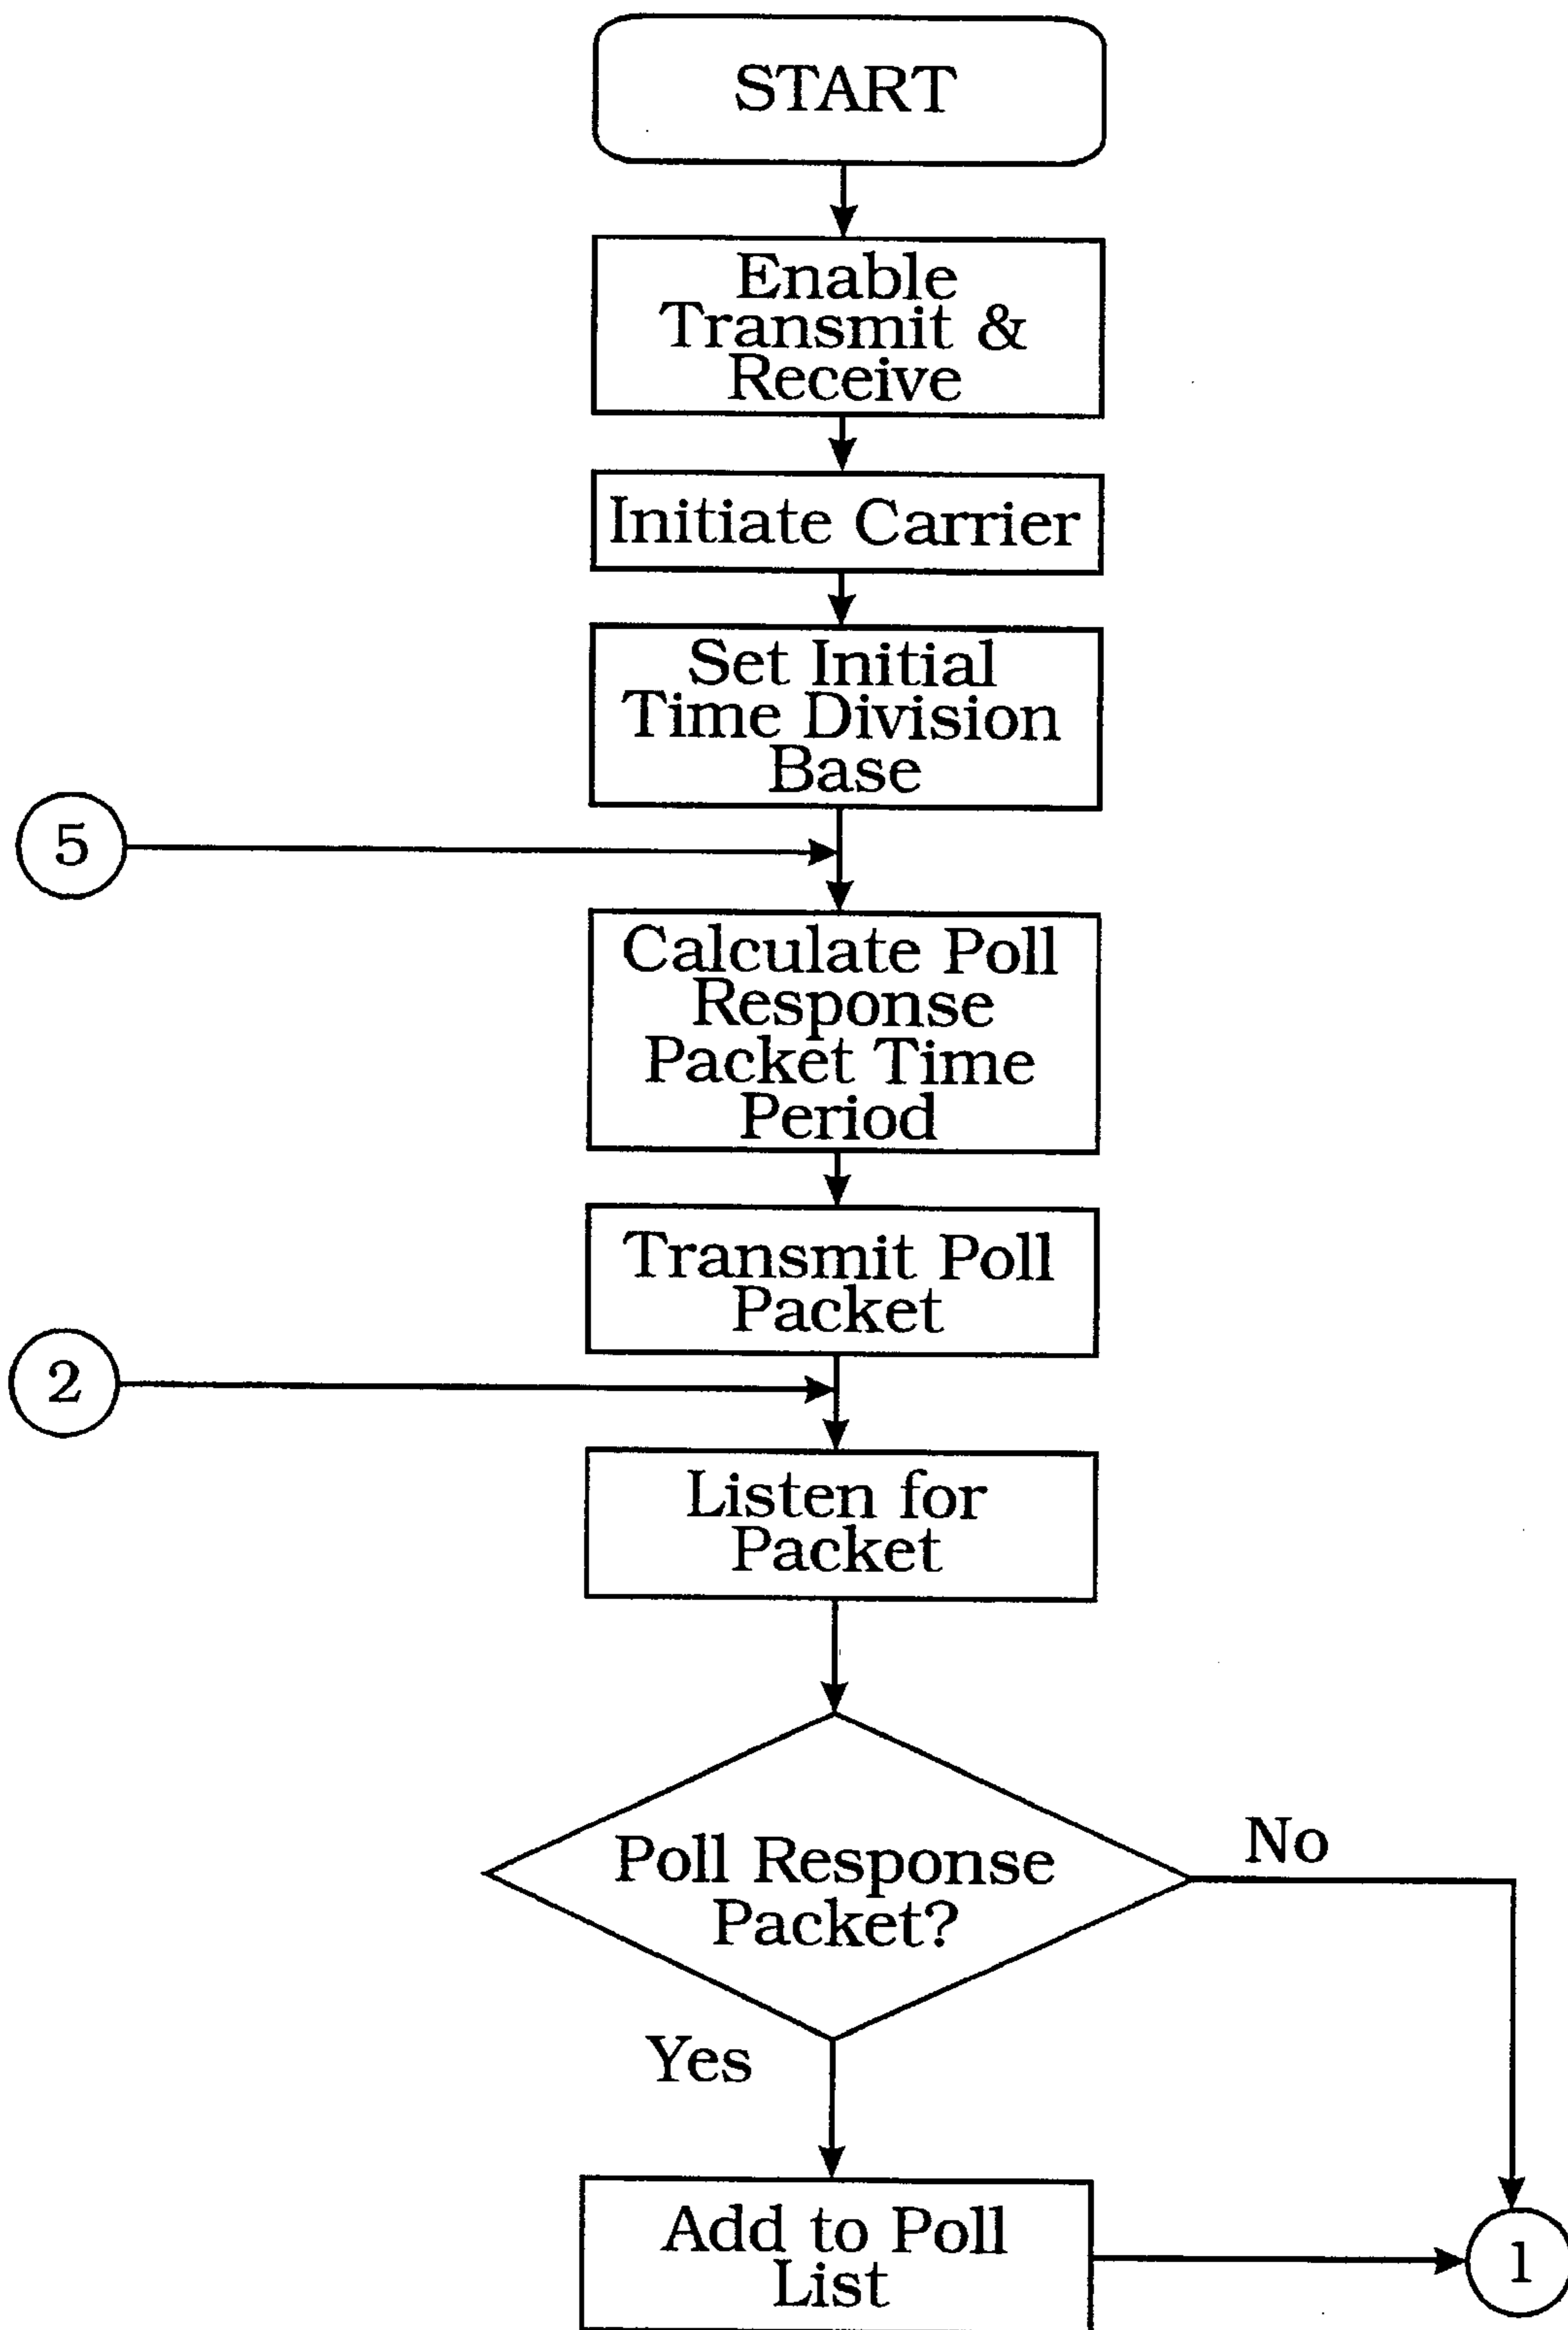 START
Enable
Transmit &
Receive
Initiate Carrier
Set Initial
Time Division
Base
5
Calculate Poll
Response
Packet Time
Period
Transmit Poll
Packet
2
Listen for
Packet
Poll Response
Packet?
No
Yes
Add to Poll
List
1